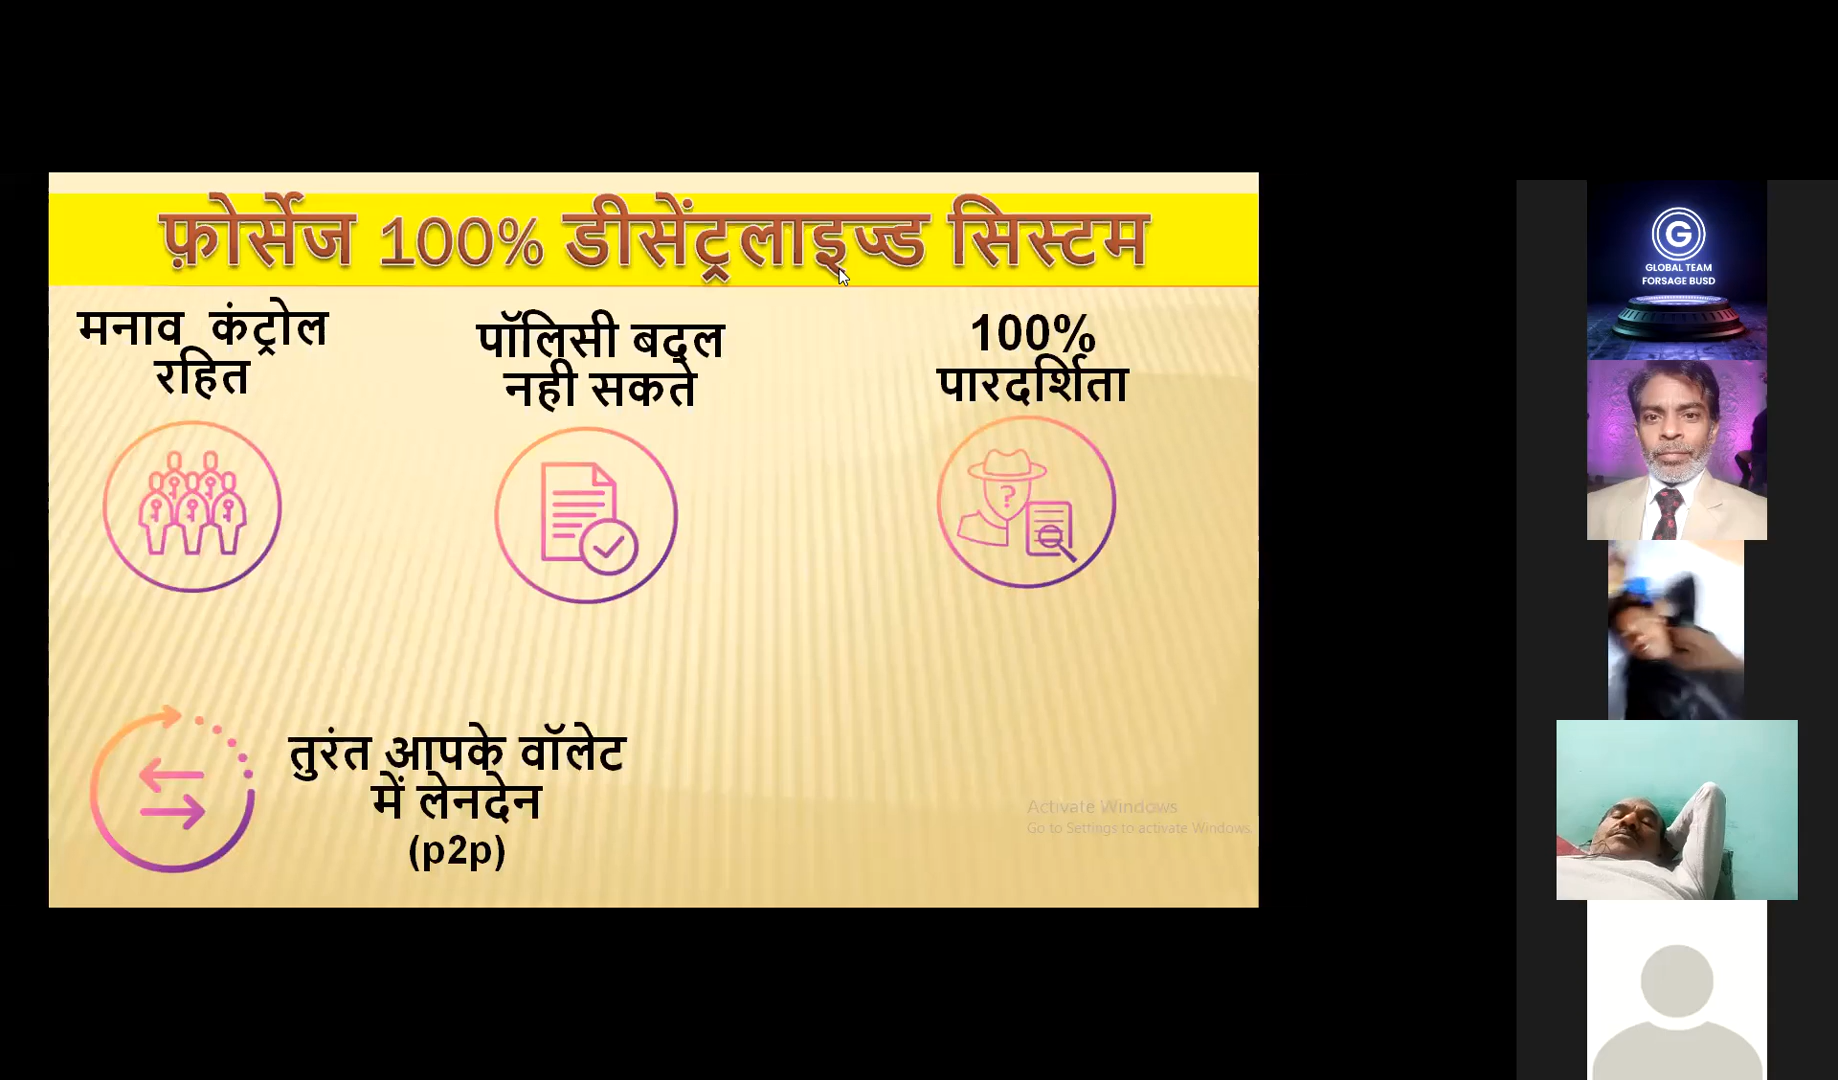 फ़ोर्सेज 100% डीसेंट्रलाइज्ड सिस्टम
मनाव कंट्रोल
रहित
पॉलिसी बदल
नही सकते
100%
पारदर्शिता
तुरंत आपके वॉलेट
में लेनदेन
(p2p)
Activate Windows
Go to Settings to activate Windows.
G
GLOBAL TEAM
FORSAGE BUSD